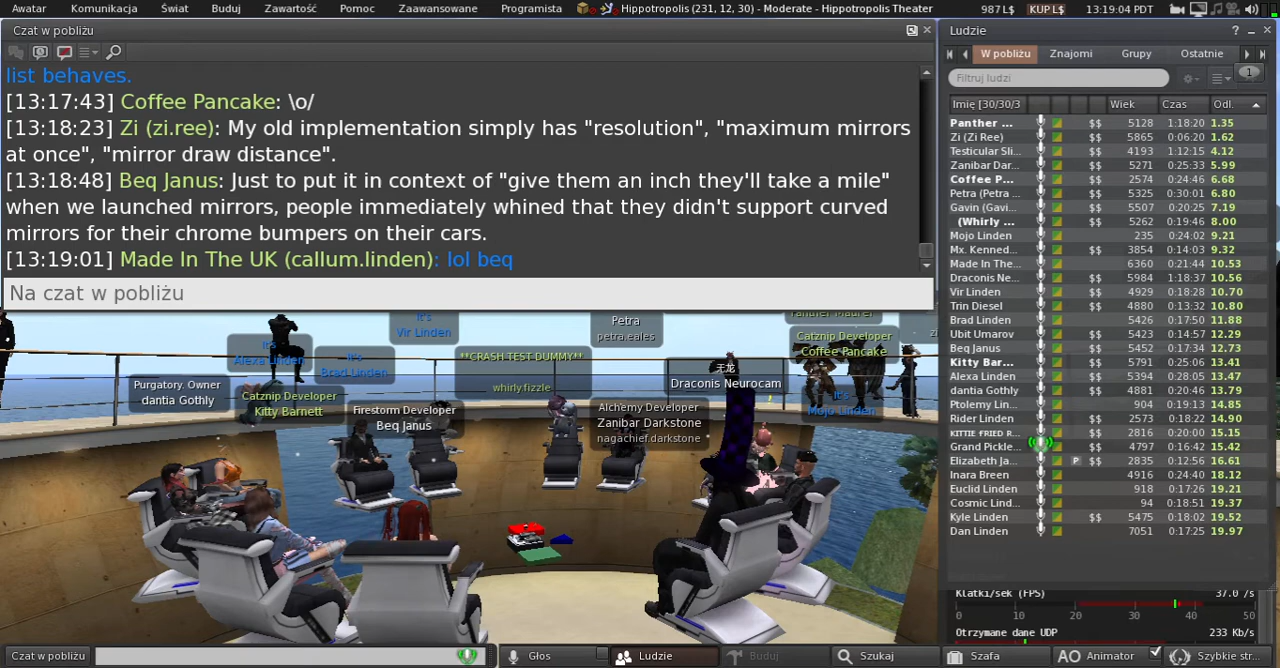 Awatar Komunikacja Świat Buduj Zawartość Pomoc Zaawansowane Programista Hippotropolis (231, 12, 30) - Moderate - Hippotropolis Theater 987 L$ KUP L$ 13:19:04 PDT
Czat w pobliżu
list behaves.
[13:17:43] Coffee Pancake: \o/
[13:18:23] Zi (zi.ree): My old implementation simply has "resolution", "maximum mirrors
at once", "mirror draw distance".
[13:18:48] Beq Janus: Just to put it in context of "give them an inch they'll take a mile"
when we launched mirrors, people immediately whined that they didn't support curved
mirrors for their chrome bumpers on their cars.
[13:19:01] Made In The UK (callum.linden): lol beq
Na czat w pobliżu
Ludzie
W pobliżu Znajomi Grupy Ostatnie
Filtruj ludzi
1
Imię [30/30/3 Wiek Czas Odl.
Panther ... $$ 5128 1:18:20 1.35
Zi (Zi Ree) $$ 5865 0:06:20 1.62
Testicular Sli... $$ 4193 1:12:15 4.12
Zanibar Dar... $$ 5271 0:25:33 5.99
Coffee P... $$ 2574 0:24:46 6.68
Petra (Petra ... $$ 5325 0:30:01 6.80
Gavin (Gavi... $$ 5507 0:20:25 7.19
(Whirly ... $$ 5262 0:19:46 8.00
Mojo Linden 235 0:24:02 9.21
Mx. Kenned... $$ 3854 0:14:03 9.32
Made In The... 6360 0:21:44 10.53
Draconis Ne... $$ 5984 1:18:37 10.56
Vir Linden $$ 4929 0:18:28 10.70
Trin Diesel $$ 4880 0:13:32 10.80
Brad Linden 5426 0:17:50 11.88
Ubit Umarov $$ 5423 0:14:57 12.29
Beq Janus $$ 5452 0:17:34 12.73
Kitty Bar... $$ 5791 0:25:06 13.41
Alexa Linden $$ 5394 0:28:05 13.47
dantia Gothly $$ 4881 0:20:46 13.79
Ptolemy Lin... 904 0:19:13 14.85
Rider Linden $$ 2573 0:18:22 14.90
KITTIE FRIED R... $$ 2816 0:20:00 15.15
Grand Pickle... $$ 4797 0:16:42 15.42
Elizabeth Ja... P $$ 2835 0:12:56 16.61
Inara Breen $$ 4916 0:24:40 18.12
Euclid Linden 918 0:17:26 19.21
Cosmic Lind... 94 0:18:51 19.37
Kyle Linden $$ 5475 0:18:02 19.52
Dan Linden 7051 0:17:25 19.97
Klatki/sek (FPS) 37.0 /s
0 10 20 30 40 50
Otrzymane dane UDP 233 Kb/s
It's
Vir Linden
Petra
petra.eales
Catznip Developer
Coffee Pancake
It's
Alexa Linden
It's
Brad Linden
**CRASH TEST DUMMY**
whirly.fizzle
天龙
Draconis Neurocam
Purgatory. Owner
dantia Gothly
Catznip Developer
Kitty Barnett
Firestorm Developer
Beq Janus
Alchemy Developer
Zanibar Darkstone
nagachief.darkstone
It's
Mojo Linden
Czat w pobliżu Głos Ludzie Buduj Szukaj Szafa AO Animator Szybkie str...